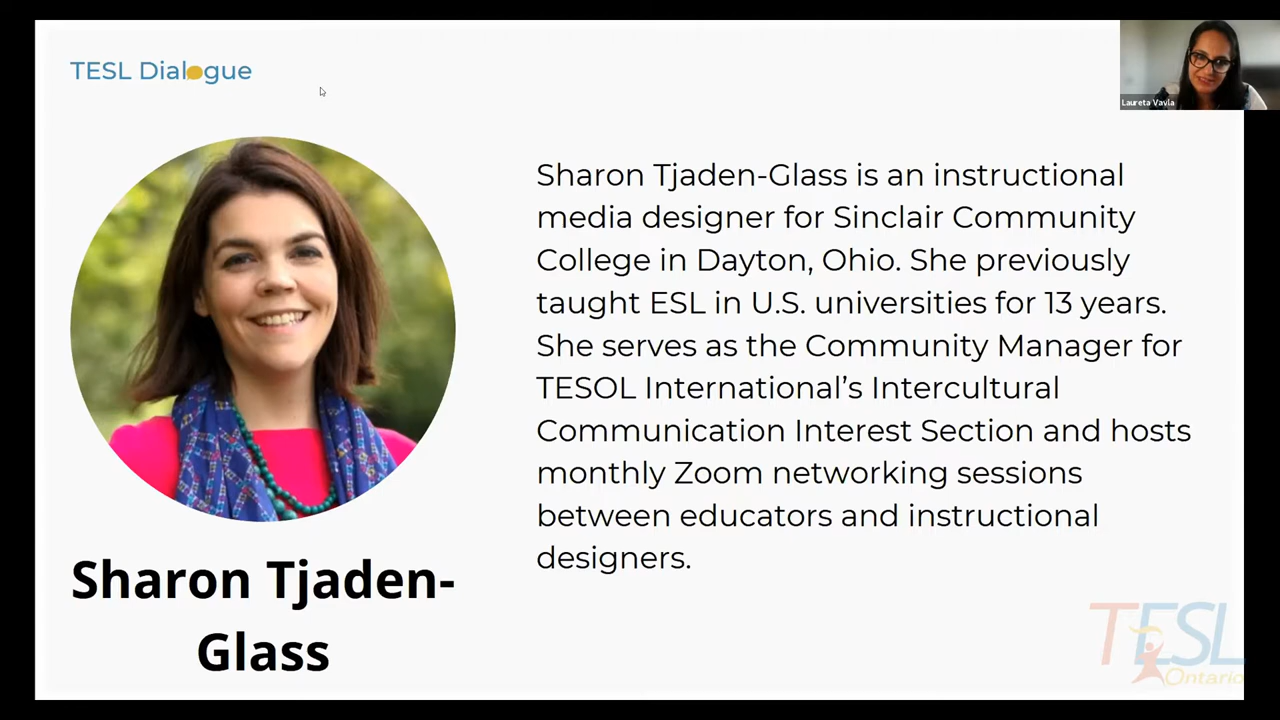 TESL Dialogue
Laureta Vavla
Sharon Tjaden-Glass is an instructional
media designer for Sinclair Community
College in Dayton, Ohio. She previously
taught ESL in U.S. universities for 13 years.
She serves as the Community Manager for
TESOL International’s Intercultural
Communication Interest Section and hosts
monthly Zoom networking sessions
between educators and instructional
designers.
Sharon Tjaden-
Glass
TESL
Ontario